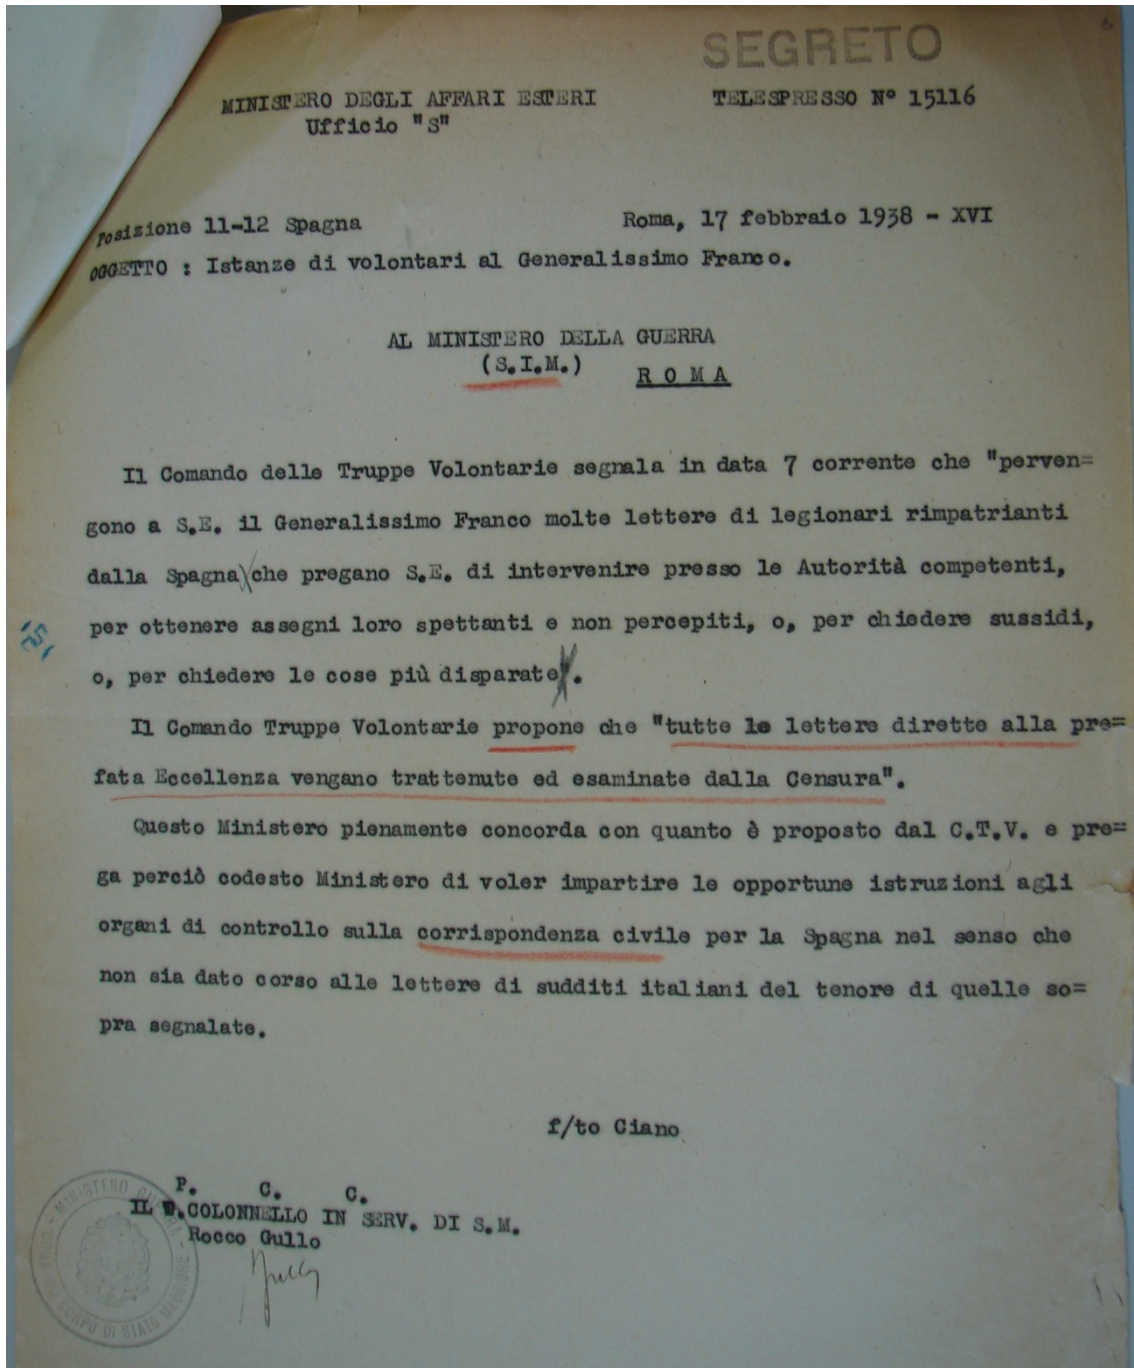 SEGRETO
MINISTERO DEGLI AFFARI ESTERI TELESPRESSO N° 15116
Ufficio "S"
Posizione 11-12 Spagna Roma, 17 febbraio 1938 - XVI
OGGETTO : Istanze di volontari al Generalissimo Franco.
AL MINISTERO DELLA GUERRA
(S.I.M.)
R O M A
Il Comando delle Truppe Volontarie segnala in data 7 corrente che "perven=
gono a S.E. il Generalissimo Franco molte lettere di legionari rimpatrianti
dalla Spagna che pregano S.E. di intervenire presso le Autorità competenti,
per ottenere assegni loro spettanti e non percepiti, o, per chiedere sussidi,
o, per chiedere le cose più disparate".
Il Comando Truppe Volontarie propone che "tutte le lettere dirette alla pre=
fata Eccellenza vengano trattenute ed esaminate dalla Censura".
Questo Ministero pienamente concorda con quanto è proposto dal C.T.V. e pre=
ga perciò codesto Ministero di voler impartire le opportune istruzioni agli
organi di controllo sulla corrispondenza civile per la Spagna nel senso che
non sia dato corso alle lettere di sudditi italiani del tenore di quelle so=
pra segnalate.
f/to Ciano
P. C. C.
IL T.COLONNELLO IN SERV. DI S.M.
Rocco Gullo
MINISTERO GUERRA
CORPO DI STATO MAGGIORE